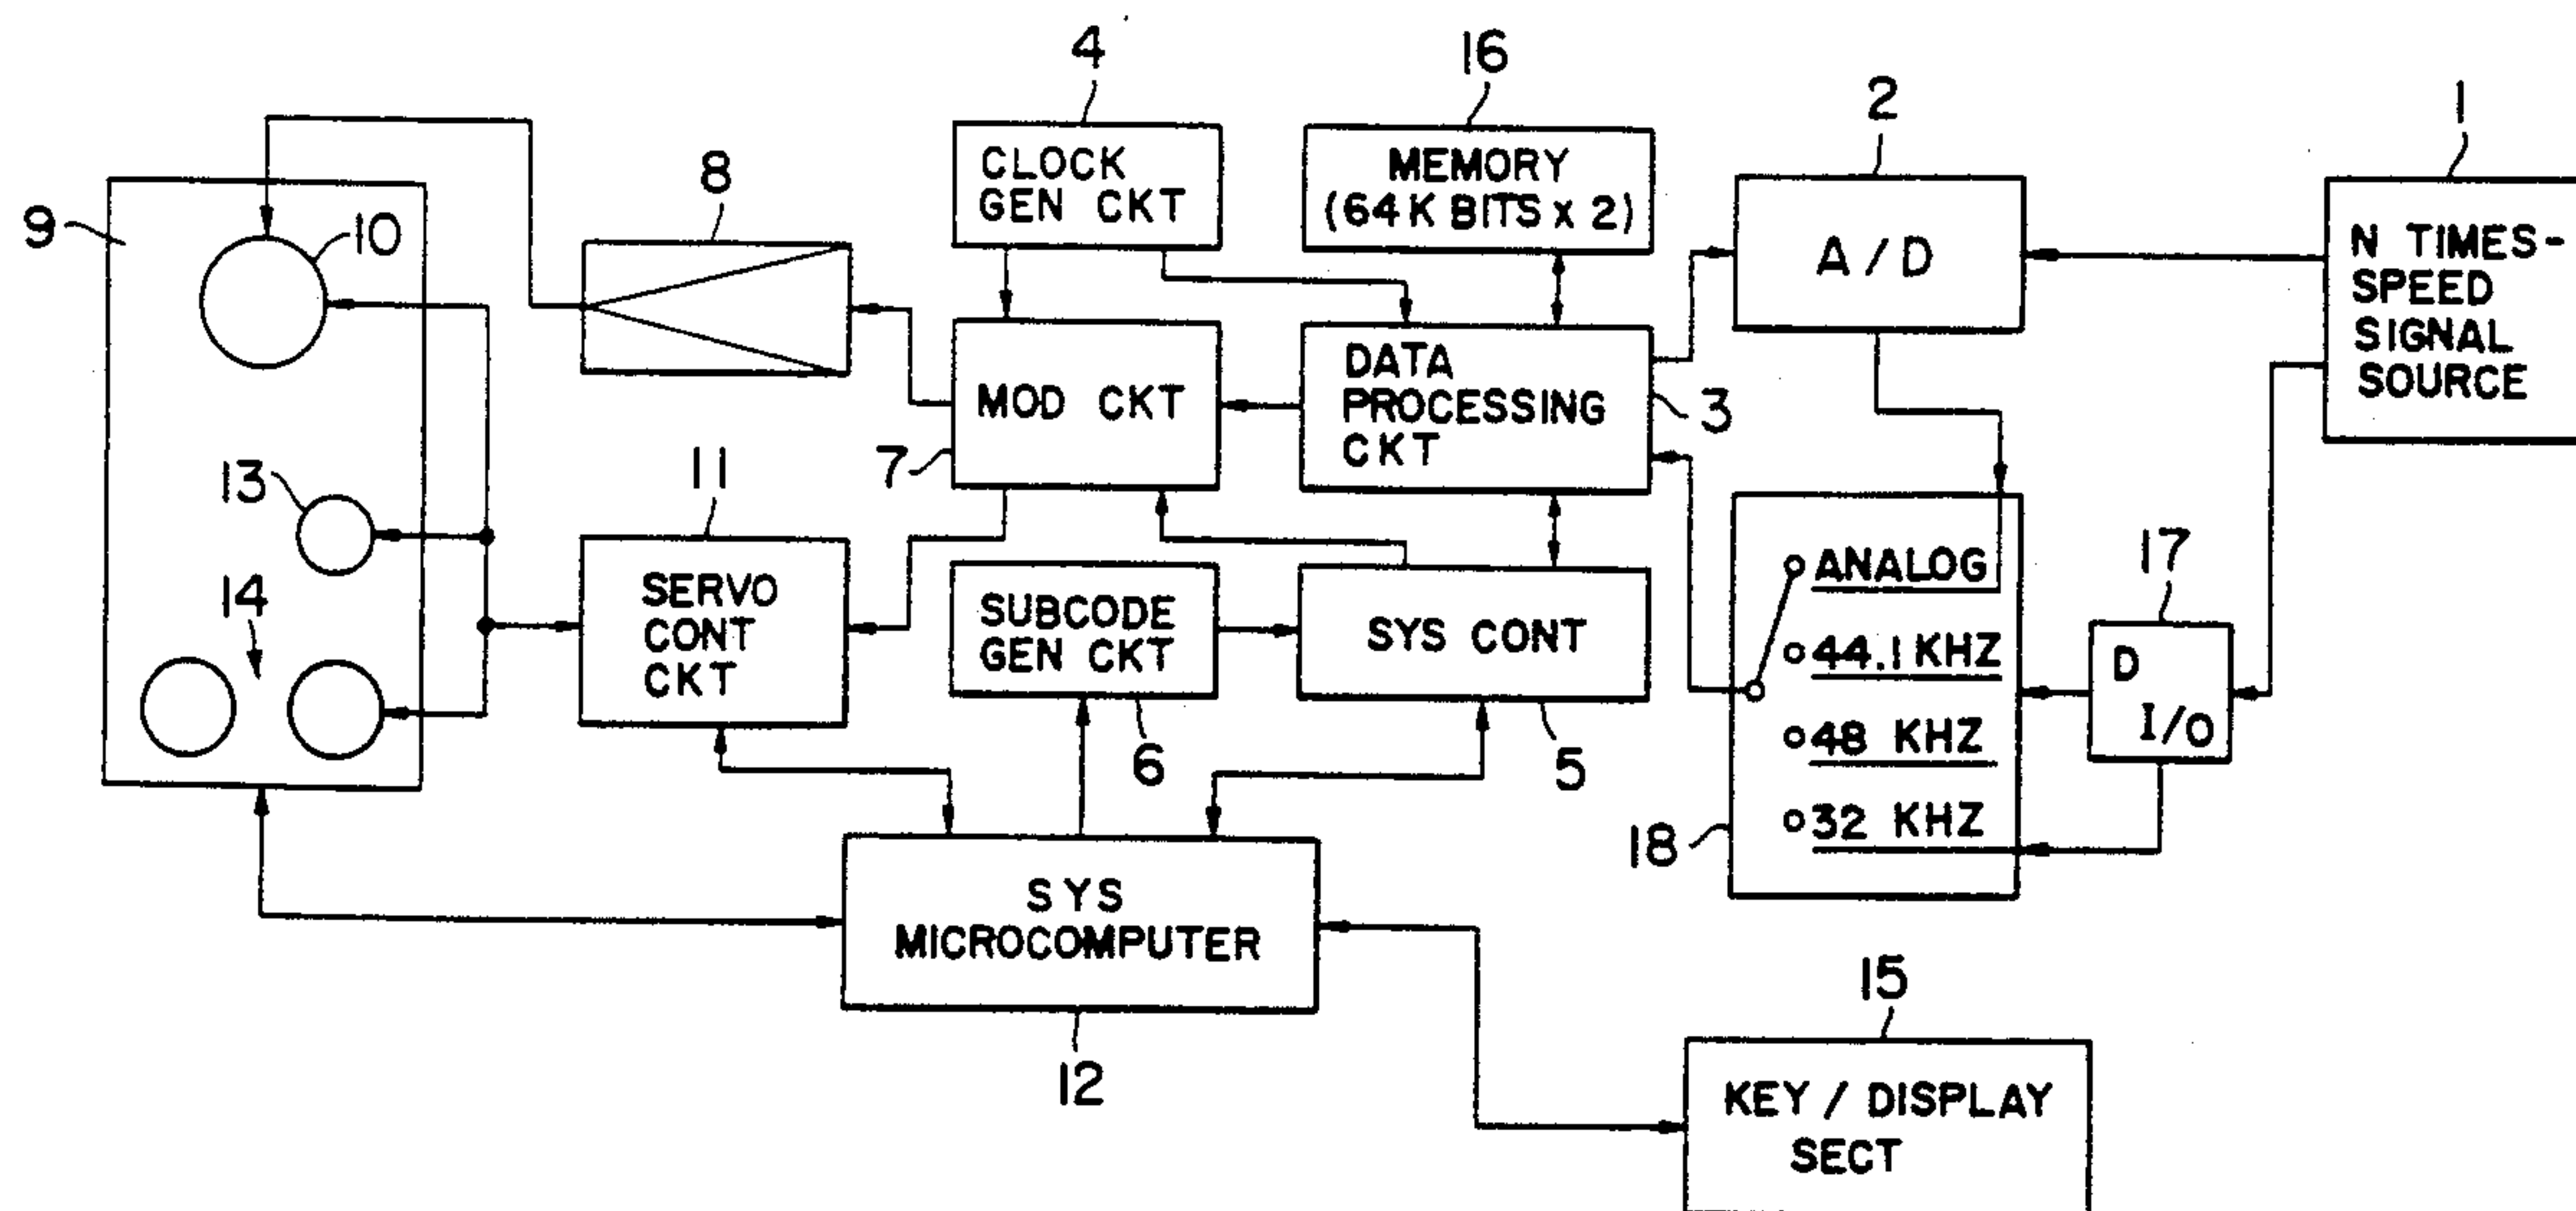 4
16
2
1
8
CLOCK
GEN CKT
MEMORY
(64K BITS x 2)
A/D
N TIMES-
SPEED
SIGNAL
SOURCE
9
10
MOD CKT
DATA
PROCESSING
CKT
3
7
13
11
14
SERVO
CONT
CKT
SUBCODE
GEN CKT
SYS CONT
ANALOG
44.1 KHZ
48 KHZ
32 KHZ
17
D
I/O
6
5
18
SYS
MICROCOMPUTER
12
15
KEY / DISPLAY
SECT